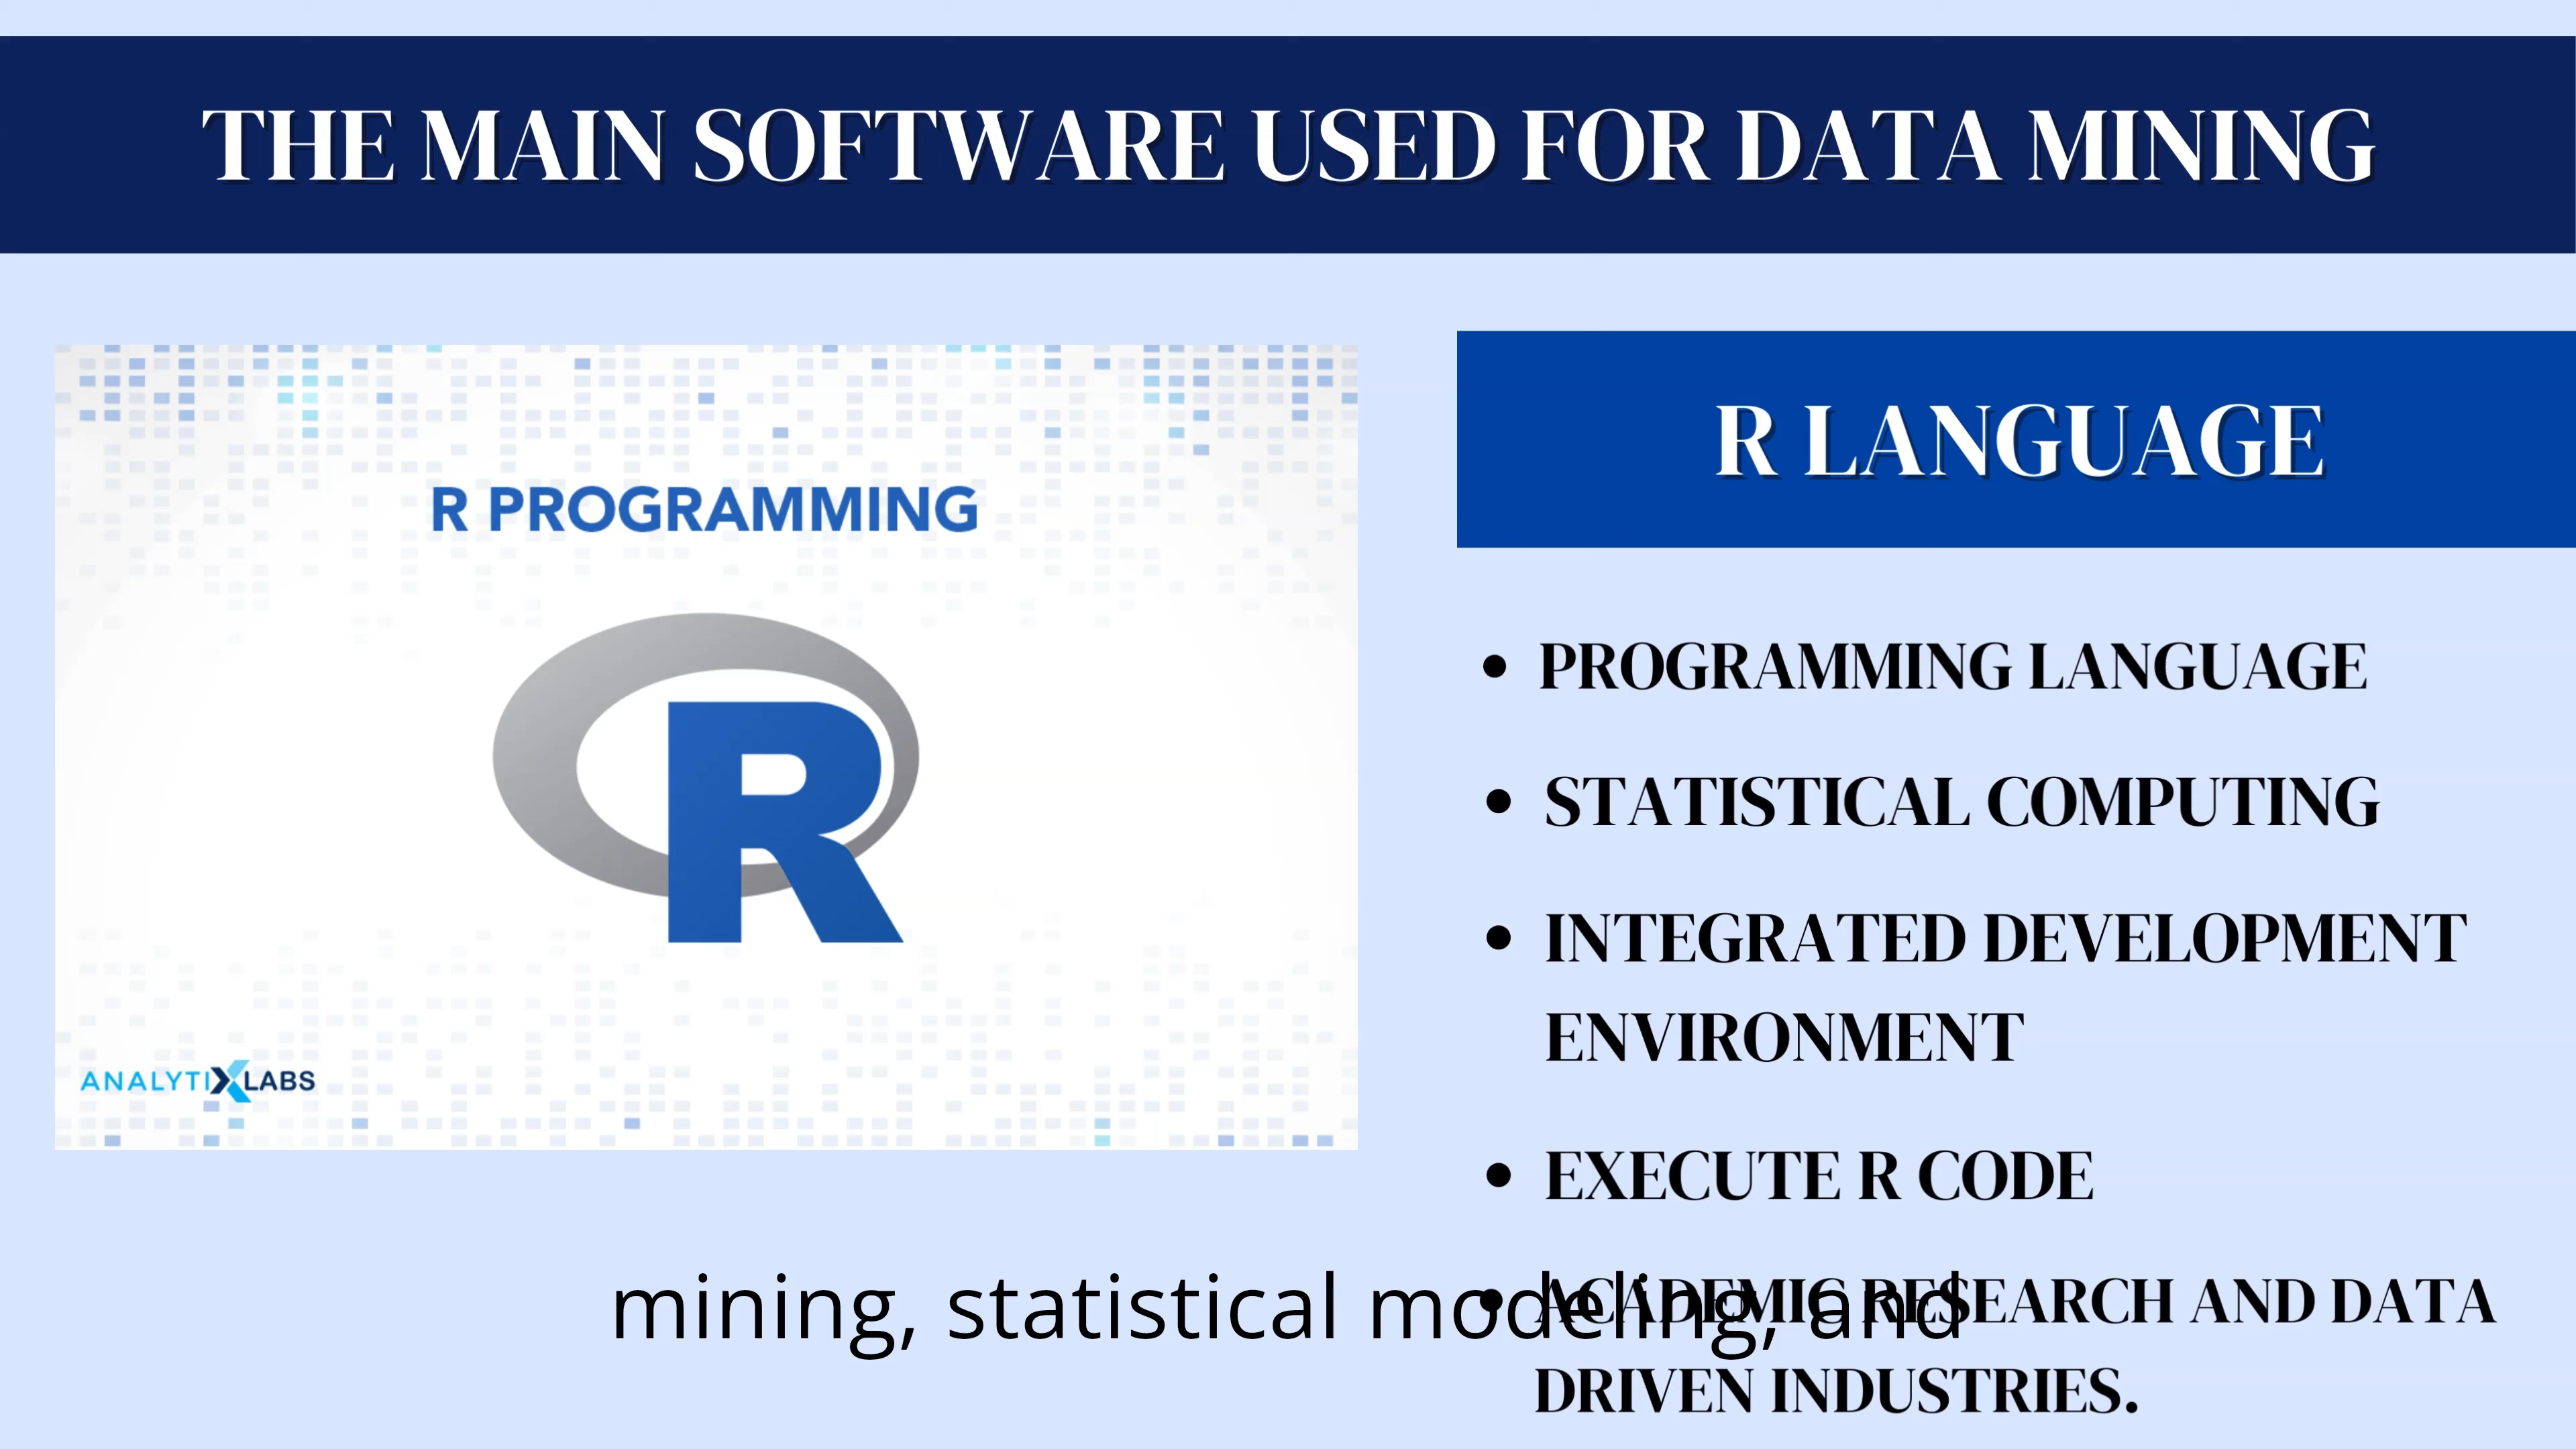 THE MAIN SOFTWARE USED FOR DATA MINING
R PROGRAMMING
R
ANALYTIXLABS
R LANGUAGE
• PROGRAMMING LANGUAGE
• STATISTICAL COMPUTING
• INTEGRATED DEVELOPMENT
ENVIRONMENT
• EXECUTE R CODE
• ACADEMIC RESEARCH AND DATA
DRIVEN INDUSTRIES.
mining, statistical modeling, and